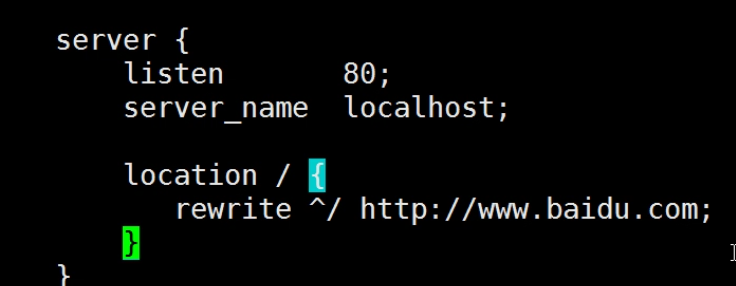 server {
listen 80;
server_name localhost;
location / {
rewrite ^/ http://www.baidu.com;
}
}